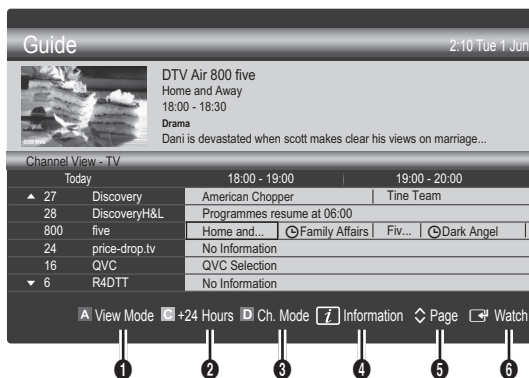 Guide
2:10 Tue 1 Jun
DTV Air 800 five
Home and Away
18:00 - 18:30
Drama
Dani is devastated when scott makes clear his views on marriage...
800 five
Channel View - TV
Today 18:00 - 19:00 19:00 - 20:00
▲ 27 Discovery American Chopper Tine Team
28 DiscoveryH&L Programmes resume at 06:00
800 five Home and... Family Affairs Fiv... Dark Angel
24 price-drop.tv No Information
16 QVC QVC Selection
▼ 6 R4DTT No Information
A View Mode C +24 Hours D Ch. Mode i Information Page Watch
1 2 3 4 5 6